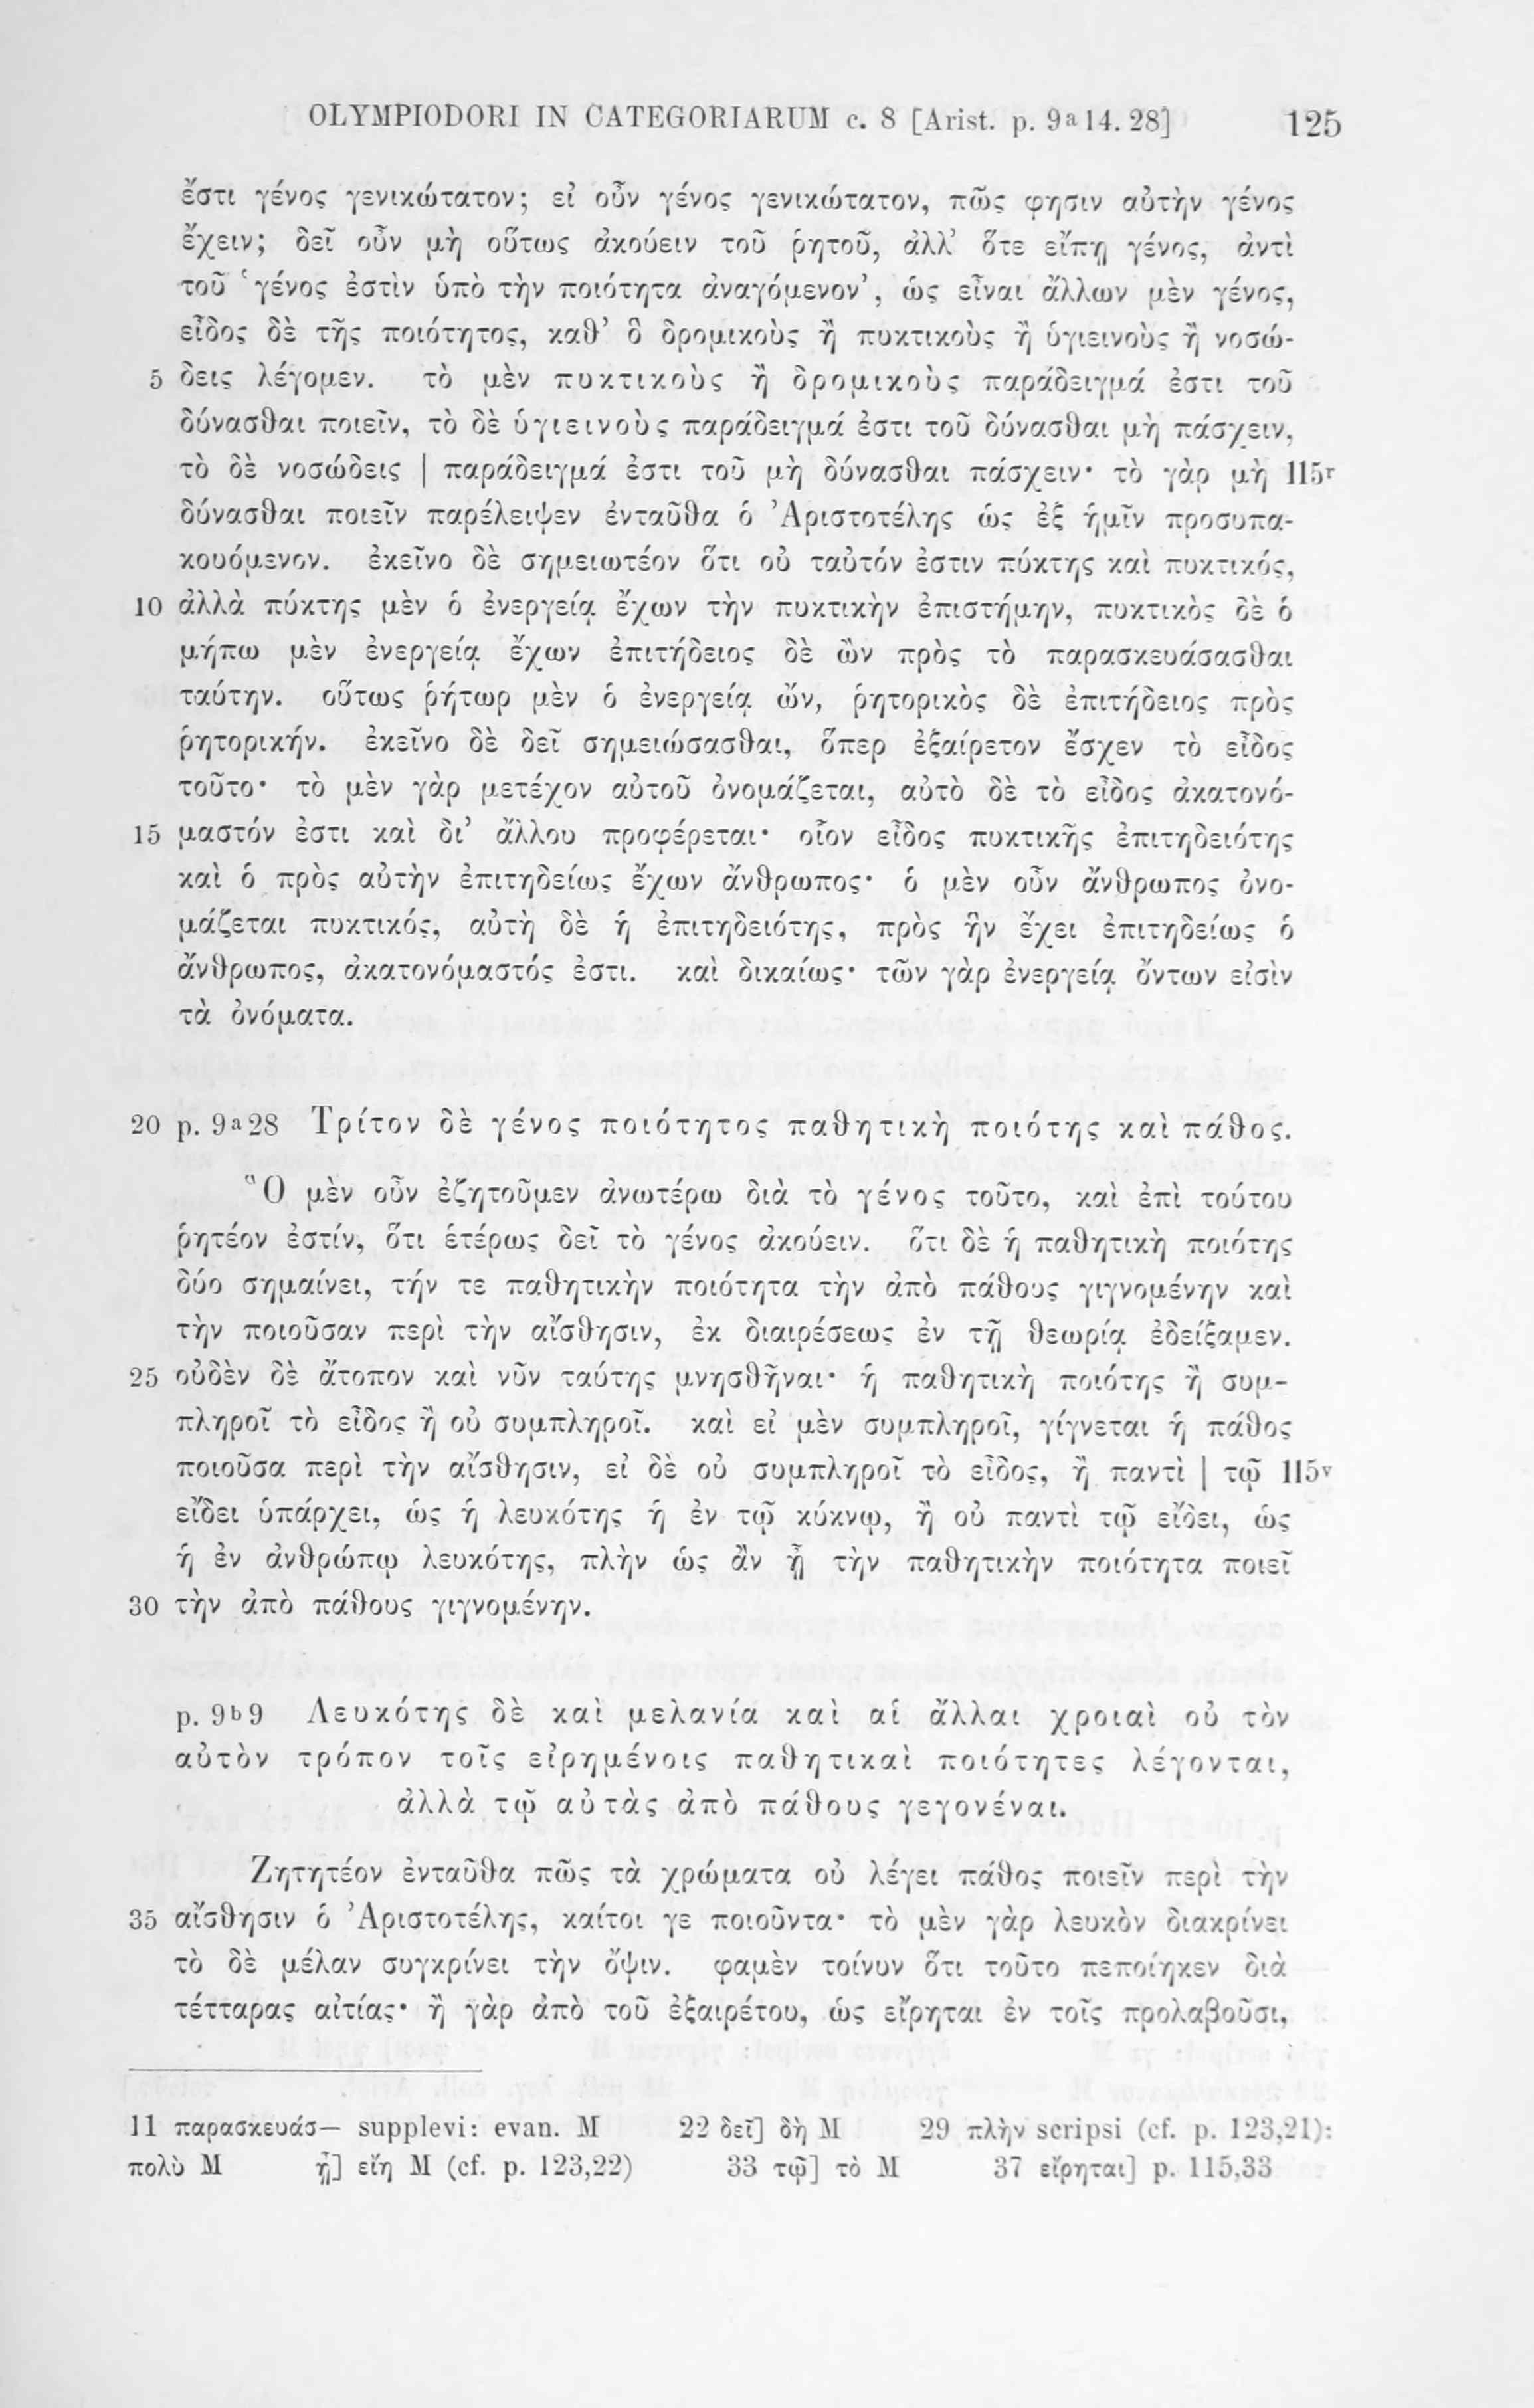 OLYMPIODORI IN CATEGORIARUM c. 8 [Arist. p. 9a14. 28] 125
ἔστι γένος γενικώτατον; εἰ οὖν γένος γενικώτατον, πῶς φησιν αὐτὴν γένος
ἔχειν; δεῖ οὖν μὴ οὕτως ἀκούειν τοῦ ῥητοῦ, ἀλλ’ ὅτε εἴπῃ γένος, ἀντὶ
τοῦ ‘γένος ἐστὶν ὑπὸ τὴν ποιότητα ἀναγόμενον’, ὡς εἶναι ἄλλων μὲν γένος,
εἶδος δὲ τῆς ποιότητος, καθ’ ὃ δρομικοὺς ἢ πυκτικοὺς ἢ ὑγιεινοὺς ἢ νοσώ-
5 δεις λέγομεν. τὸ μὲν πυκτικοὺς ἢ δρομικοὺς παράδειγμά ἐστι τοῦ
δύνασθαι ποιεῖν, τὸ δὲ ὑγιεινοὺς παράδειγμά ἐστι τοῦ δύνασθαι μὴ πάσχειν,
τὸ δὲ νοσώδεις | παράδειγμά ἐστι τοῦ μὴ δύνασθαι πάσχειν· τὸ γὰρ μὴ 115r
δύνασθαι ποιεῖν παρέλειψεν ἐνταῦθα ὁ Ἀριστοτέλης ὡς ἐξ ἡμῖν προσυπα-
κουόμενον. ἐκεῖνο δὲ σημειωτέον ὅτι οὐ ταὐτόν ἐστιν πύκτης καὶ πυκτικός,
10 ἀλλὰ πύκτης μὲν ὁ ἐνεργείᾳ ἔχων τὴν πυκτικὴν ἐπιστήμην, πυκτικὸς δὲ ὁ
μήπω μὲν ἐνεργείᾳ ἔχων ἐπιτήδειος δὲ ὢν πρὸς τὸ παρασκευάσασθαι
ταύτην. οὕτως ῥήτωρ μὲν ὁ ἐνεργείᾳ ὤν, ῥητορικὸς δὲ ἐπιτήδειος πρὸς
ῥητορικήν. ἐκεῖνο δὲ δεῖ σημειώσασθαι, ὅπερ ἐξαίρετον ἔσχεν τὸ εἶδος
τοῦτο· τὸ μὲν γὰρ μετέχον αὐτοῦ ὀνομάζεται, αὐτὸ δὲ τὸ εἶδος ἀκατονό-
15 μαστόν ἐστι καὶ δι’ ἄλλου προφέρεται· οἷον εἶδος πυκτικῆς ἐπιτηδειότης
καὶ ὁ πρὸς αὐτὴν ἐπιτηδείως ἔχων ἄνθρωπος· ὁ μὲν οὖν ἄνθρωπος ὀνο-
μάζεται πυκτικός, αὐτὴ δὲ ἡ ἐπιτηδειότης, πρὸς ἣν ἔχει ἐπιτηδείως ὁ
ἄνθρωπος, ἀκατονόμαστός ἐστι. καὶ δικαίως· τῶν γὰρ ἐνεργείᾳ ὄντων εἰσὶν
τὰ ὀνόματα.
20 p. 9a28 Τρίτον δὲ γένος ποιότητος παθητικὴ ποιότης καὶ πάθος.
Ὃ μὲν οὖν ἐζητοῦμεν ἀνωτέρω διὰ τὸ γένος τοῦτο, καὶ ἐπὶ τούτου
ῥητέον ἐστίν, ὅτι ἑτέρως δεῖ τὸ γένος ἀκούειν. ὅτι δὲ ἡ παθητικὴ ποιότης
δύο σημαίνει, τήν τε παθητικὴν ποιότητα τὴν ἀπὸ πάθους γιγνομένην καὶ
τὴν ποιοῦσαν περὶ τὴν αἴσθησιν, ἐκ διαιρέσεως ἐν τῇ θεωρίᾳ ἐδείξαμεν.
25 οὐδὲν δὲ ἄτοπον καὶ νῦν ταύτης μνησθῆναι· ἡ παθητικὴ ποιότης ἢ συμ-
πληροῖ τὸ εἶδος ἢ οὐ συμπληροῖ. καὶ εἰ μὲν συμπληροῖ, γίγνεται ἡ πάθος
ποιοῦσα περὶ τὴν αἴσθησιν, εἰ δὲ οὐ συμπληροῖ τὸ εἶδος, ἢ παντὶ | τῷ 115v
εἴδει ὑπάρχει, ὡς ἡ λευκότης ἡ ἐν τῷ κύκνῳ, ἢ οὐ παντὶ τῷ εἴδει, ὡς
ἡ ἐν ἀνθρώπῳ λευκότης, πλὴν ὡς ἂν ᾖ τὴν παθητικὴν ποιότητα ποιεῖ
30 τὴν ἀπὸ πάθους γιγνομένην.
p. 9b9 Λευκότης δὲ καὶ μελανία καὶ αἱ ἄλλαι χροιαὶ οὐ τὸν
αὐτὸν τρόπον τοῖς εἰρημένοις παθητικαὶ ποιότητες λέγονται,
ἀλλὰ τῷ αὐτὰς ἀπὸ πάθους γεγονέναι.
Ζητητέον ἐνταῦθα πῶς τὰ χρώματα οὐ λέγει πάθος ποιεῖν περὶ τὴν
35 αἴσθησιν ὁ Ἀριστοτέλης, καίτοι γε ποιοῦντα· τὸ μὲν γὰρ λευκὸν διακρίνει
τὸ δὲ μέλαν συγκρίνει τὴν ὄψιν. φαμὲν τοίνυν ὅτι τοῦτο πεποίηκεν διὰ
τέτταρας αἰτίας· ἢ γὰρ ἀπὸ τοῦ ἐξαιρέτου, ὡς εἴρηται ἐν τοῖς προλαβοῦσι,
11 παρασκευάσ— supplevi: evan. M 22 δεῖ] δὴ M 29 πλὴν scripsi (cf. p. 123,21):
πολὺ M ᾖ] εἴη M (cf. p. 123,22) 33 τῷ] τὸ M 37 εἴρηται] p. 115,33